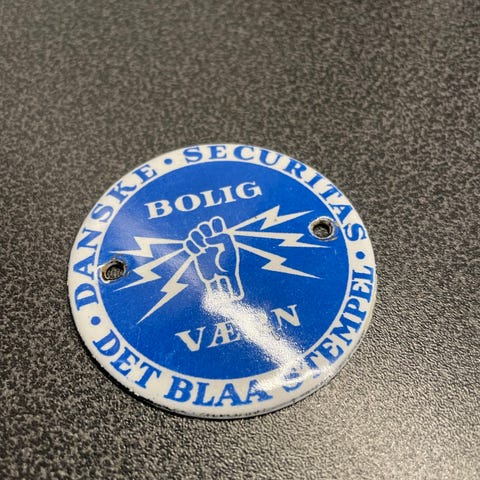 DANSKE · SECURITAS
BOLIG
VÆRN
· DET BLAA STEMPEL ·